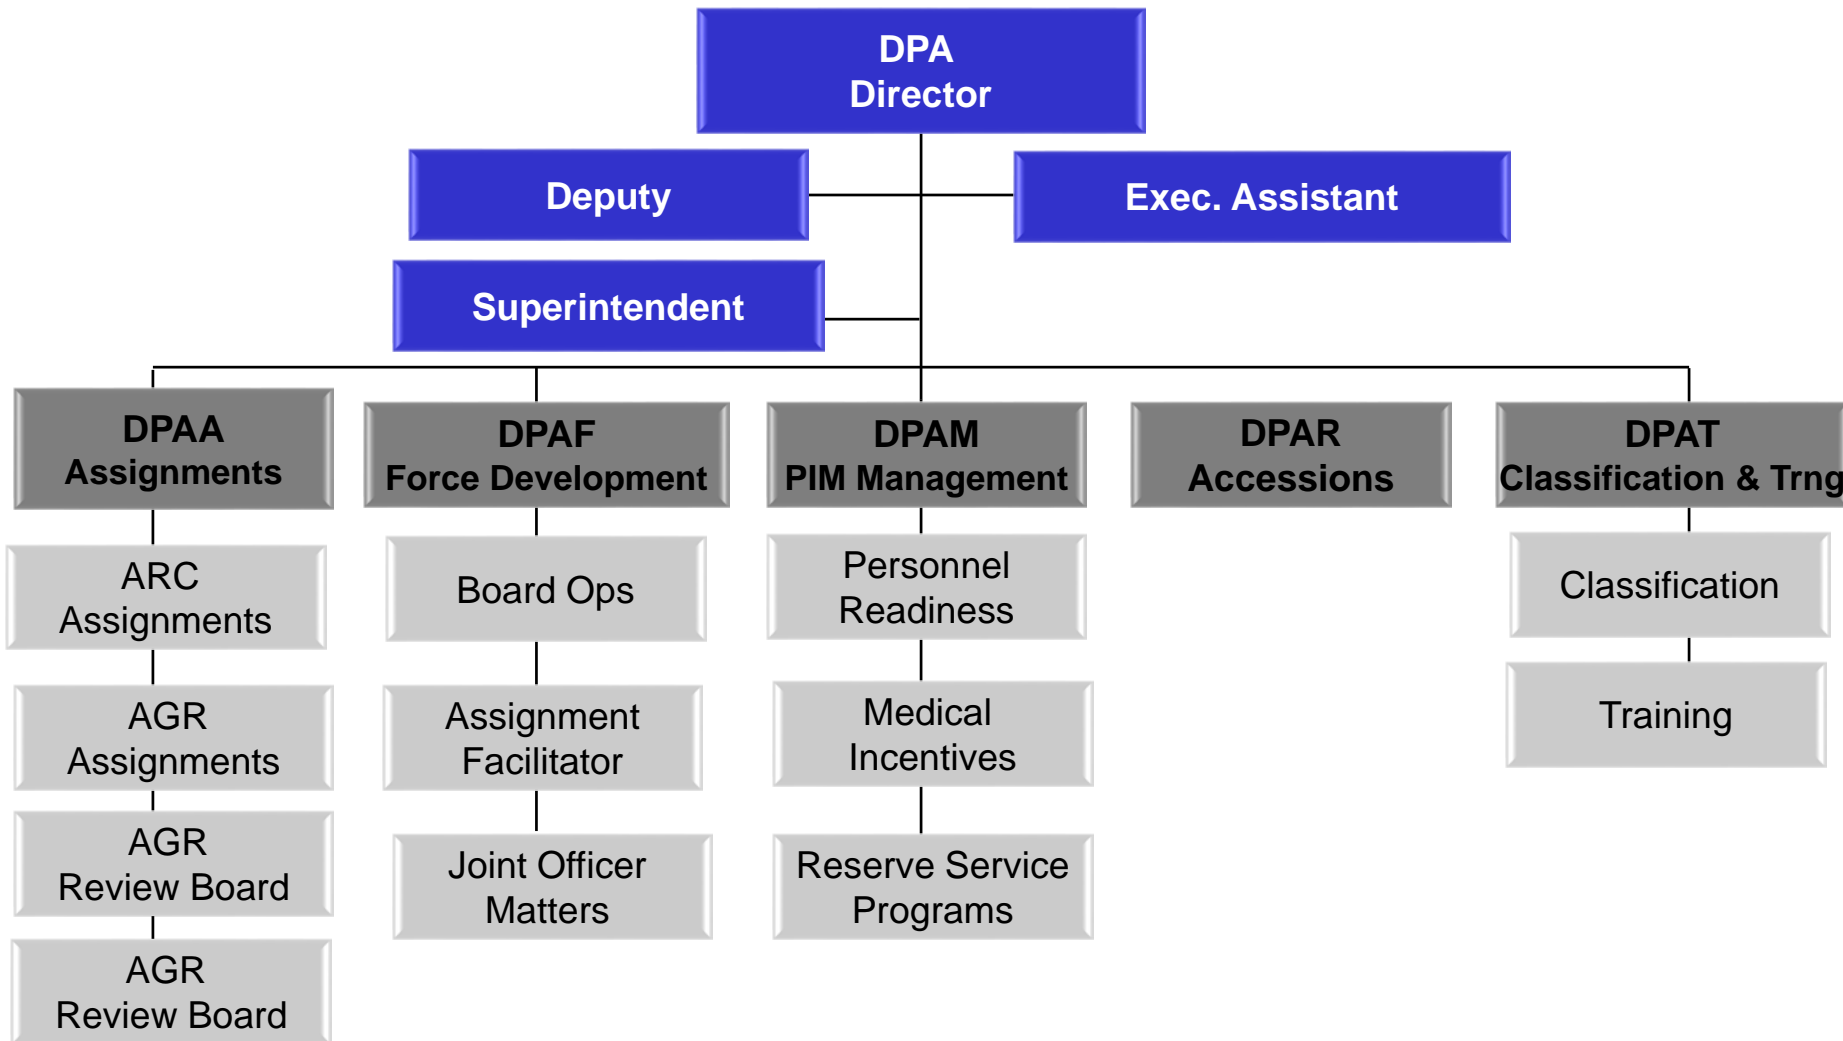 DPA
Director
Deputy
Exec. Assistant
Superintendent
DPAA
Assignments
DPAF
Force Development
DPAM
PIM Management
DPAR
Accessions
DPAT
Classification & Trng
ARC
Assignments
AGR
Assignments
AGR
Review Board
AGR
Review Board
Board Ops
Assignment
Facilitator
Joint Officer
Matters
Personnel
Readiness
Medical
Incentives
Reserve Service
Programs
Classification
Training